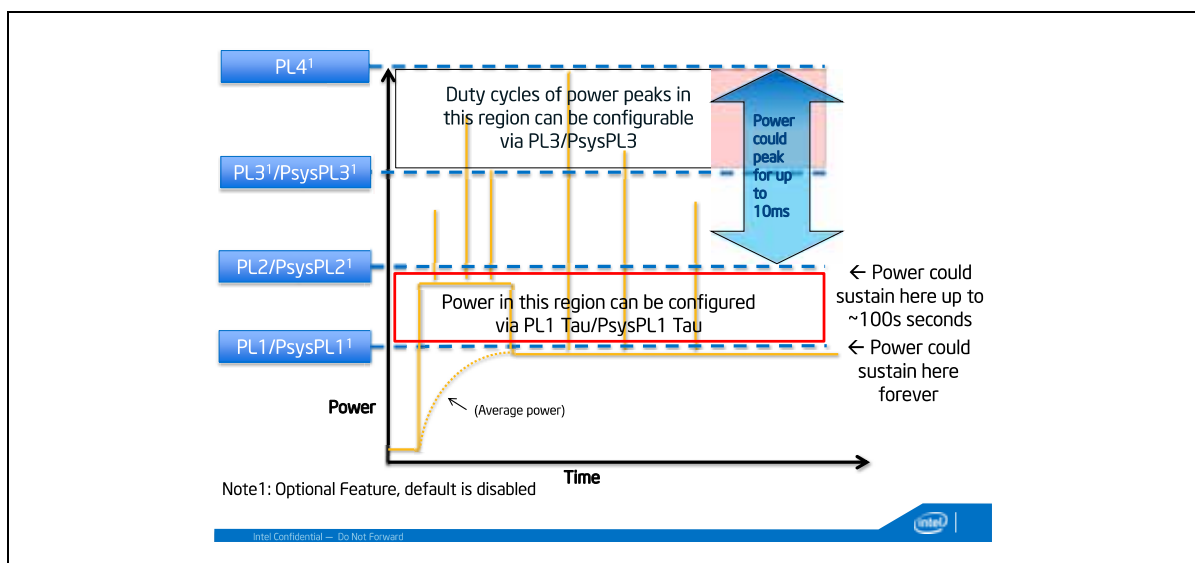 PL4¹
Duty cycles of power peaks in
this region can be configurable
via PL3/PsysPL3
Power
could
peak
for up
to
10ms
PL3¹/PsysPL3¹
PL2/PsysPL2¹
← Power could
sustain here up to
~100s seconds
Power in this region can be configured
via PL1 Tau/PsysPL1 Tau
PL1/PsysPL1¹
← Power could
sustain here
forever
Power
(Average power)
Time
Note1: Optional Feature, default is disabled
Intel Confidential — Do Not Forward
intel